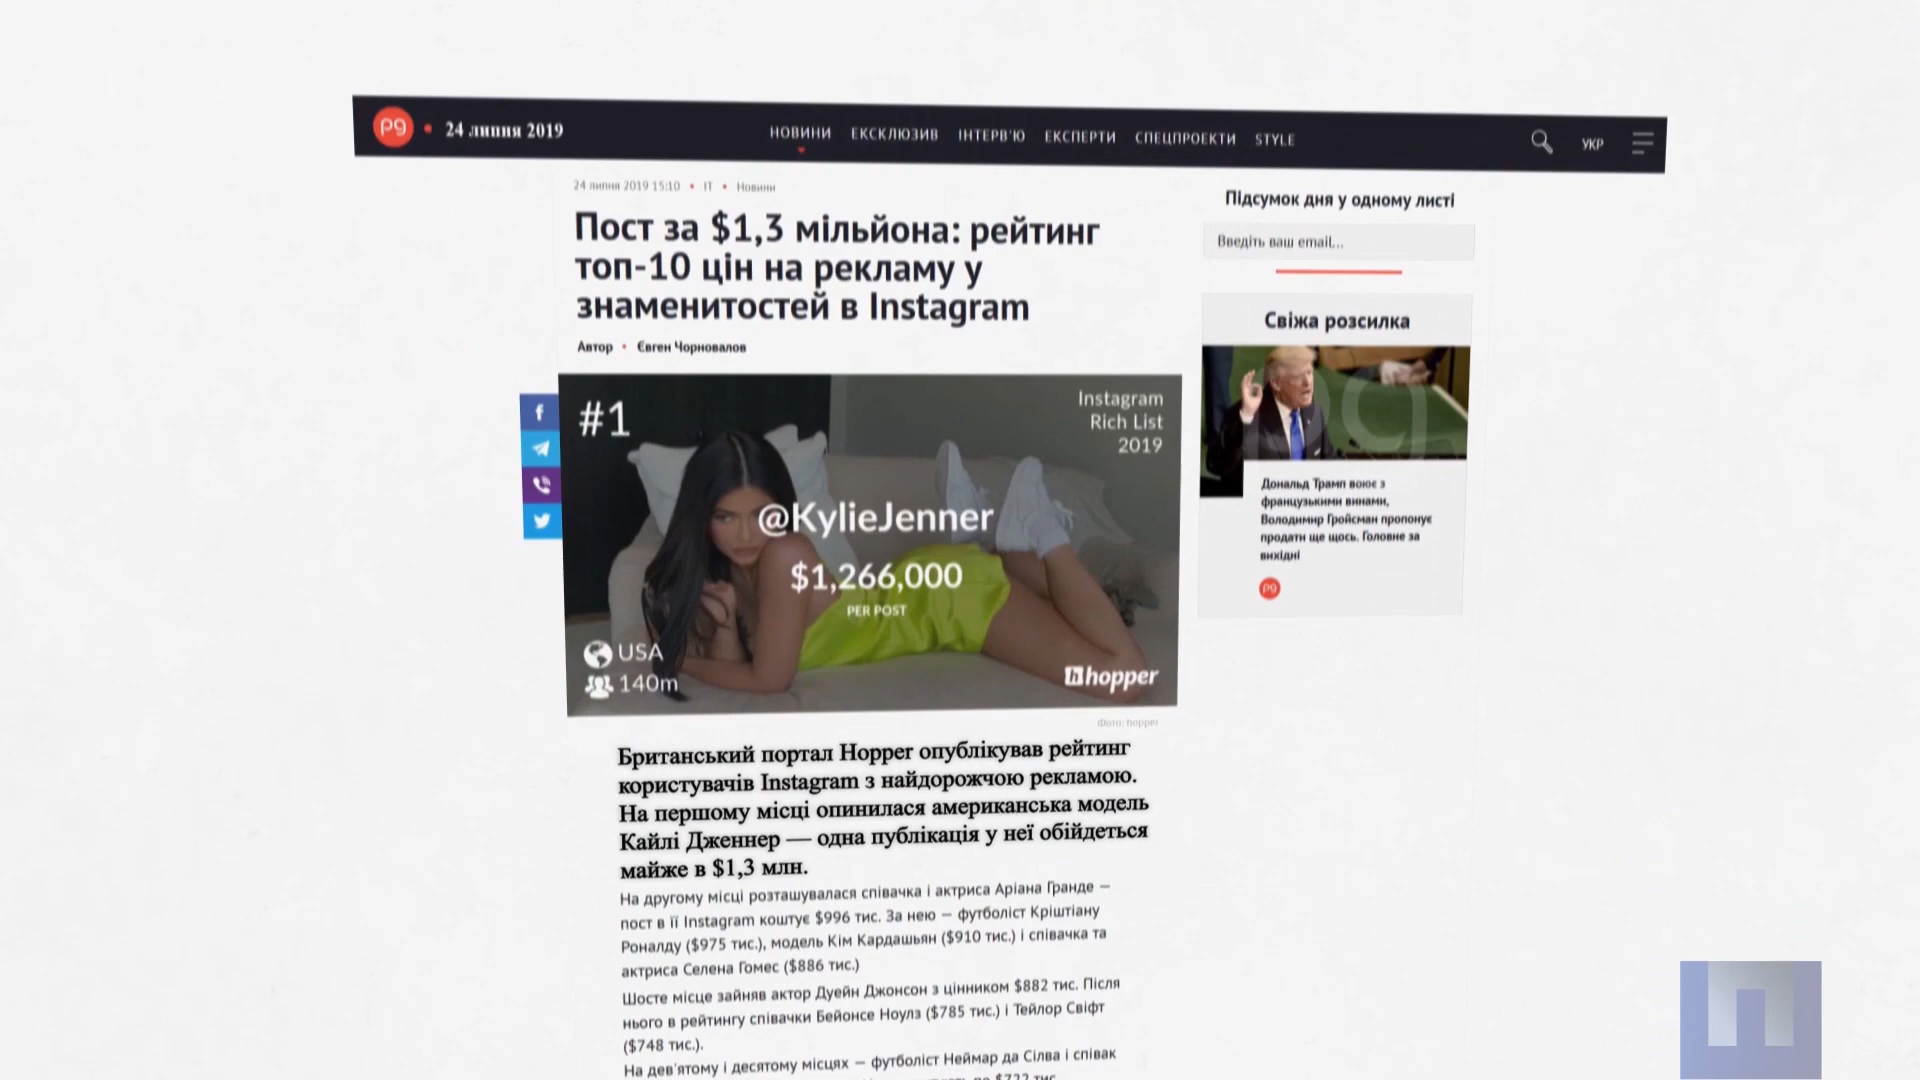 P9 • 24 липня 2019
НОВИНИ ЕКСКЛЮЗИВ ІНТЕРВ'Ю ЕКСПЕРТИ СПЕЦПРОЕКТИ STYLE
УКР
24 липня 2019 15:10 • IT • Новини
Пост за $1,3 мільйона: рейтинг
топ-10 цін на рекламу у
знаменитостей в Instagram
Автор • Євген Чорновалов
#1
Instagram
Rich List
2019
@KylieJenner
$1,266,000
PER POST
USA
140m
hopper
Фото: hopper
Британський портал Hopper опублікував рейтинг
користувачів Instagram з найдорожчою рекламою.
На першому місці опинилася американська модель
Кайлі Дженнер — одна публікація у неї обійдеться
майже в $1,3 млн.
На другому місці розташувалася співачка і актриса Аріана Гранде —
пост в її Instagram коштує $996 тис. За нею — футболіст Кріштіану
Роналду ($975 тис.), модель Кім Кардашьян ($910 тис.) і співачка та
актриса Селена Гомес ($886 тис.)
Шосте місце зайняв актор Дуейн Джонсон з цінником $882 тис. Після
нього в рейтингу співачки Бейонсе Ноулз ($785 тис.) і Тейлор Свіфт
($748 тис.).
На дев'ятому і десятому місцях — футболіст Неймар да Сілва і співак
$722 тис.
Підсумок дня у одному листі
Введіть ваш email...
Свіжа розсилка
Дональд Трамп воює з
французькими винами,
Володимир Гройсман пропонує
продати ще щось. Головне за
вихідні
P9